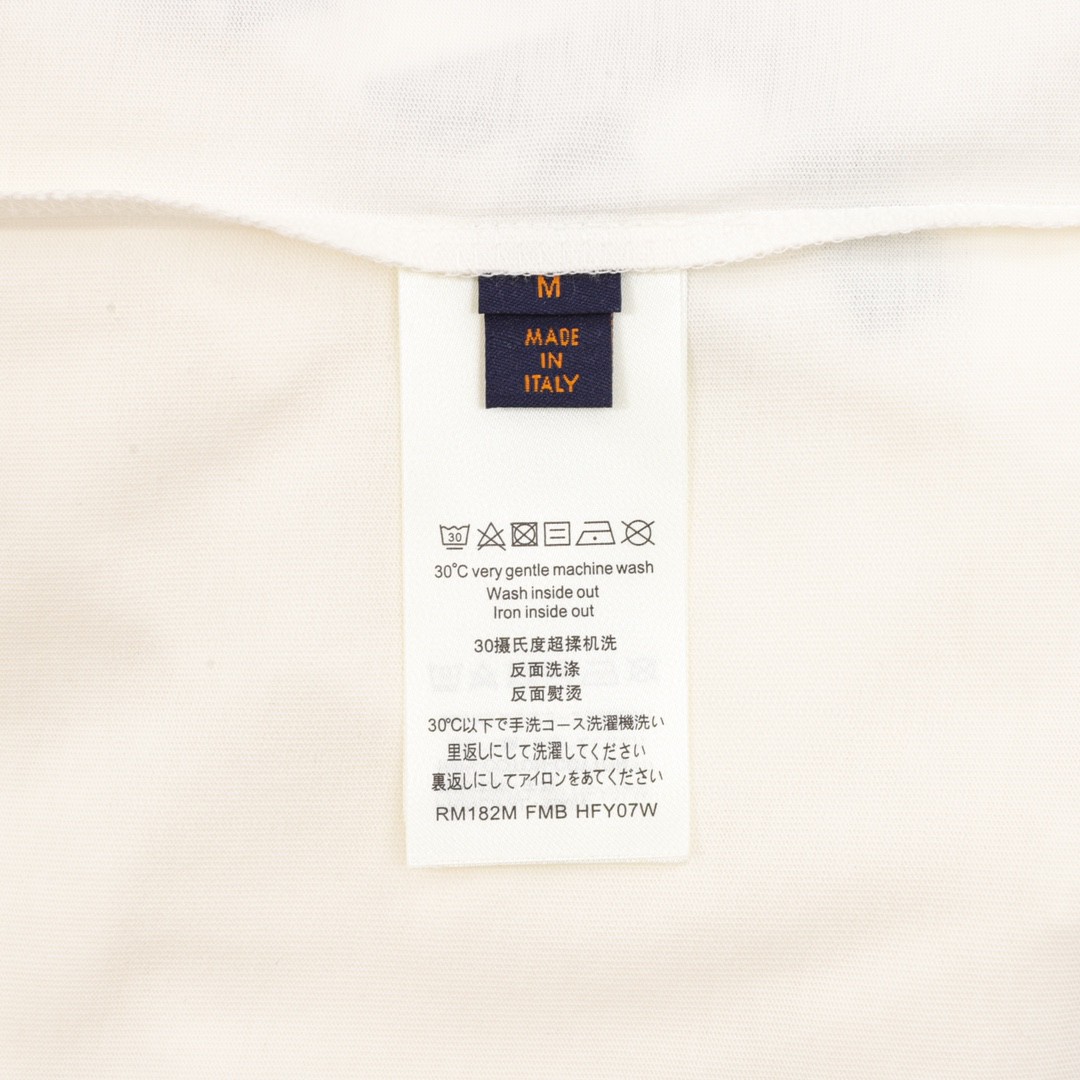 M
MADE
IN
ITALY
30
30°C very gentle machine wash
Wash inside out
Iron inside out
30摄氏度超揉机洗
反面洗涤
反面熨烫
30℃以下で手洗コース洗濯機洗い
里返しにして洗濯してください
裏返しにしてアイロンをあてください
RM182M FMB HFY07W